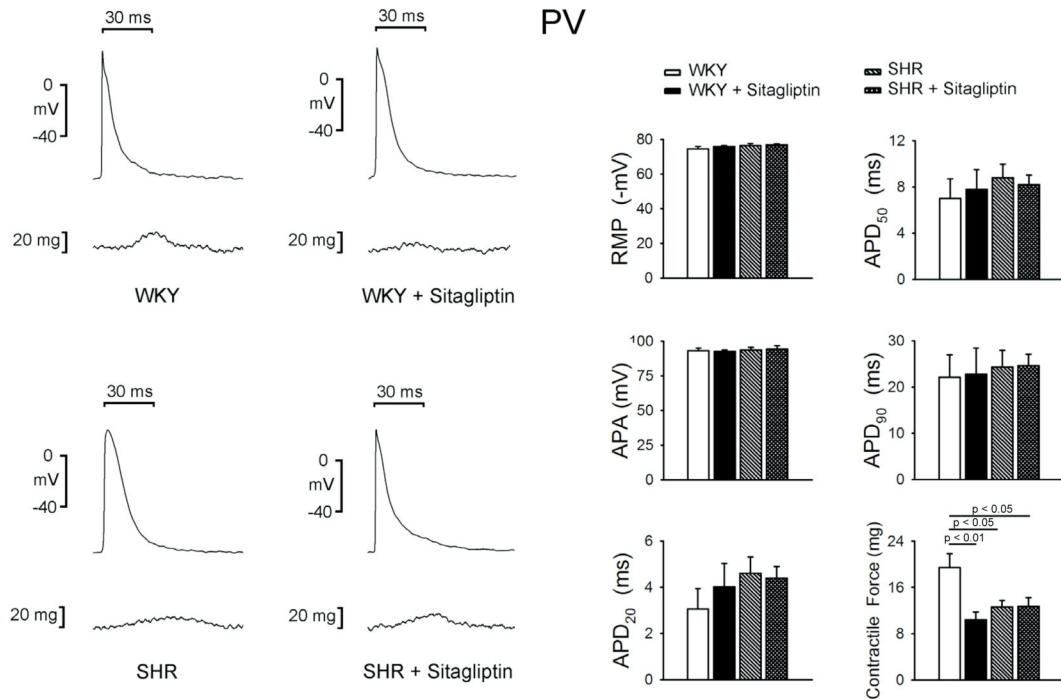 PV
30 ms
30 ms
0
mV
-40
0
mV
-40
20 mg
20 mg
WKY
WKY + Sitagliptin
30 ms
30 ms
0
mV
-40
0
mV
-40
20 mg
20 mg
SHR
SHR + Sitagliptin
WKY
WKY + Sitagliptin
SHR
SHR + Sitagliptin
RMP (-mV)
80
60
40
20
0
APD50 (ms)
12
8
4
0
APA (mV)
100
75
50
25
0
APD90 (ms)
30
20
10
0
APD20 (ms)
6
4
2
0
Contractile Force (mg)
24
16
8
0
p < 0.05
p < 0.05
p < 0.01